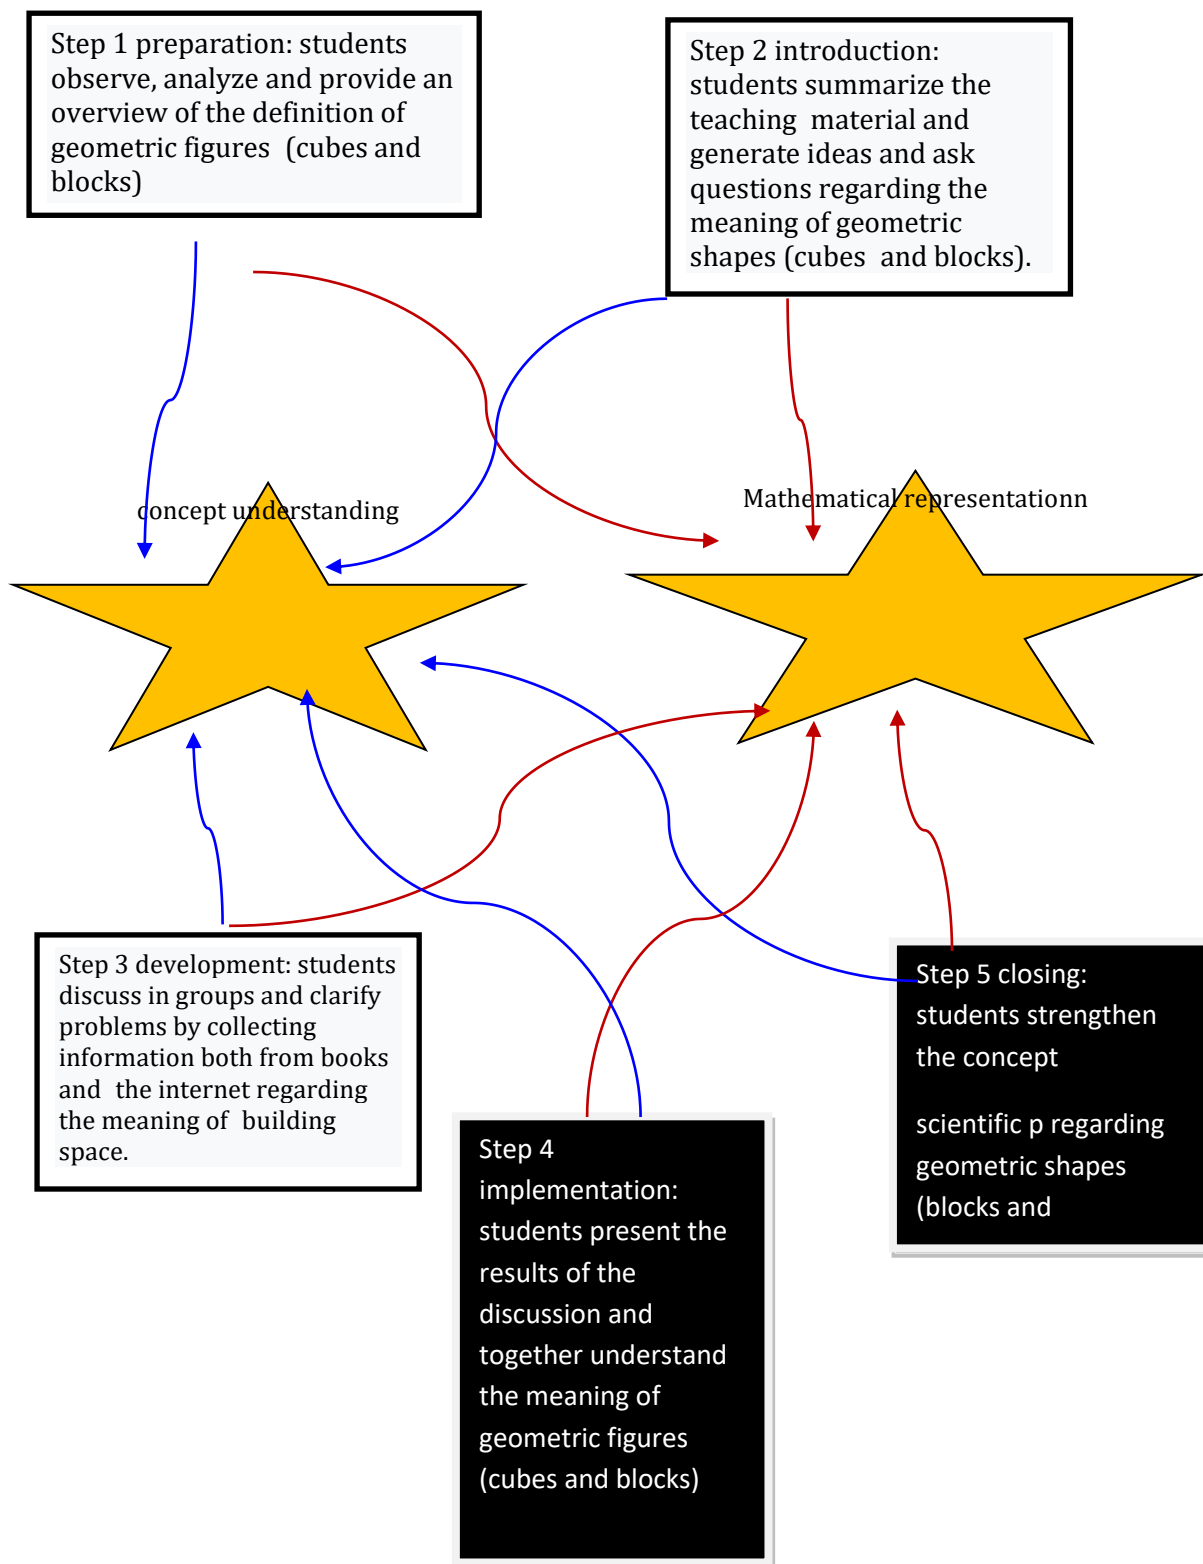 Step 1 preparation: students
observe, analyze and provide an
overview of the definition of
geometric figures (cubes and
blocks)
Step 2 introduction:
students summarize the
teaching material and
generate ideas and ask
questions regarding the
meaning of geometric
shapes (cubes and blocks).
concept understanding
Mathematical representationn
Step 3 development: students
discuss in groups and clarify
problems by collecting
information both from books
and the internet regarding
the meaning of building
space.
Step 4
implementation:
students present the
results of the
discussion and
together understand
the meaning of
geometric figures
(cubes and blocks)
Step 5 closing:
students strengthen
the concept
scientific p regarding
geometric shapes
(blocks and